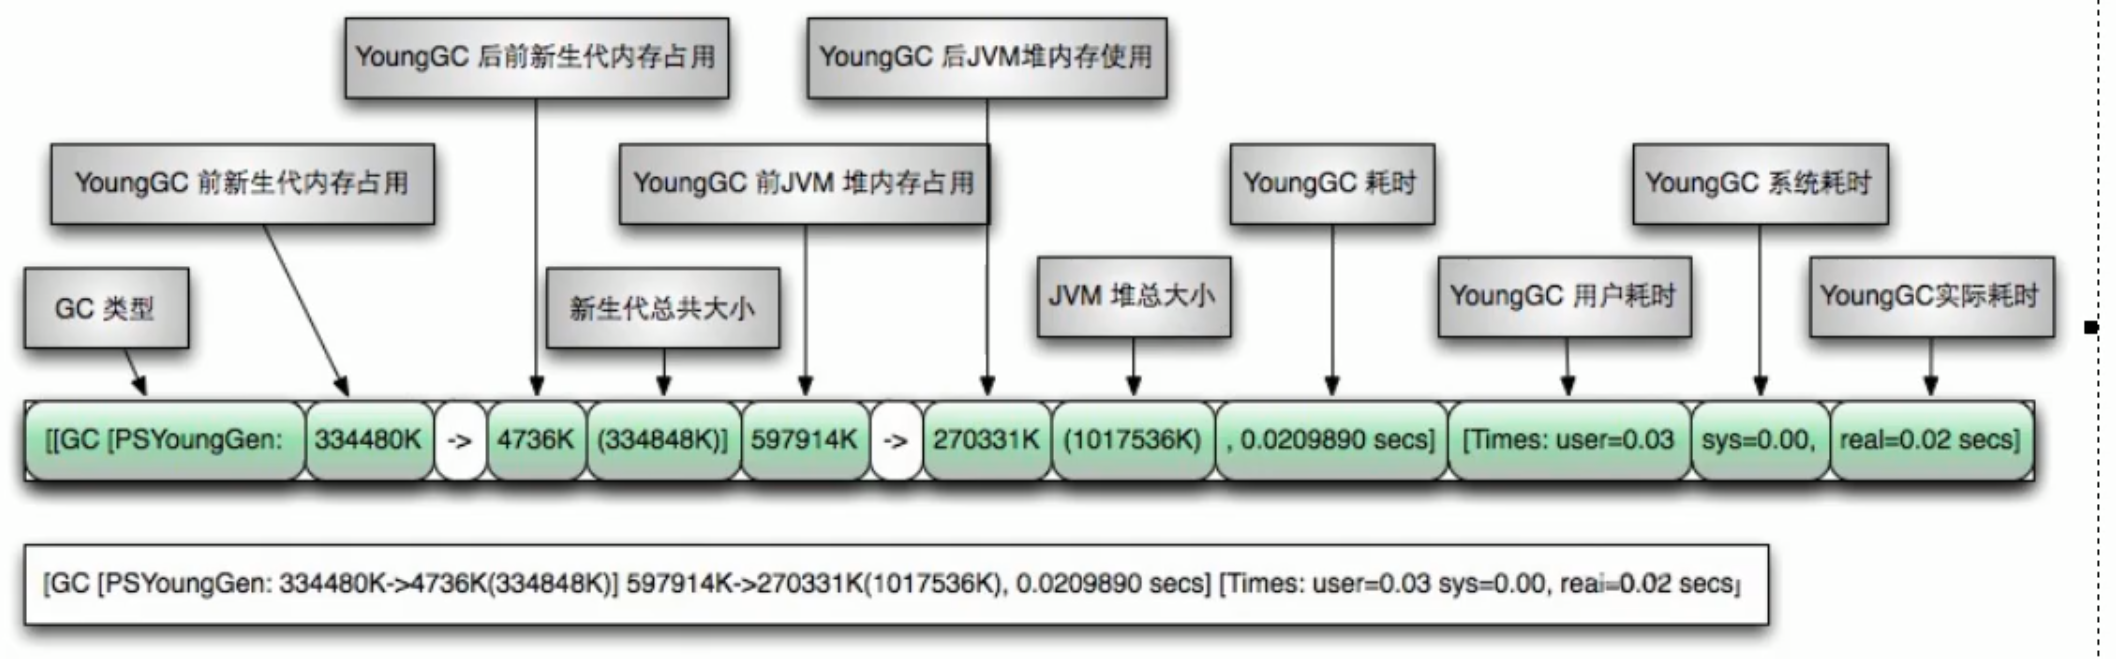 YoungGC 后前新生代内存占用
YoungGC 后JVM堆内存使用
YoungGC 前新生代内存占用
YoungGC 前JVM 堆内存占用
YoungGC 耗时
YoungGC 系统耗时
GC 类型
新生代总共大小
JVM 堆总大小
YoungGC 用户耗时
YoungGC实际耗时
[[GC [PSYoungGen: 334480K -> 4736K (334848K)] 597914K -> 270331K (1017536K) , 0.0209890 secs] [Times: user=0.03 sys=0.00, real=0.02 secs]
[GC [PSYoungGen: 334480K->4736K(334848K)] 597914K->270331K(1017536K), 0.0209890 secs] [Times: user=0.03 sys=0.00, real=0.02 secs]